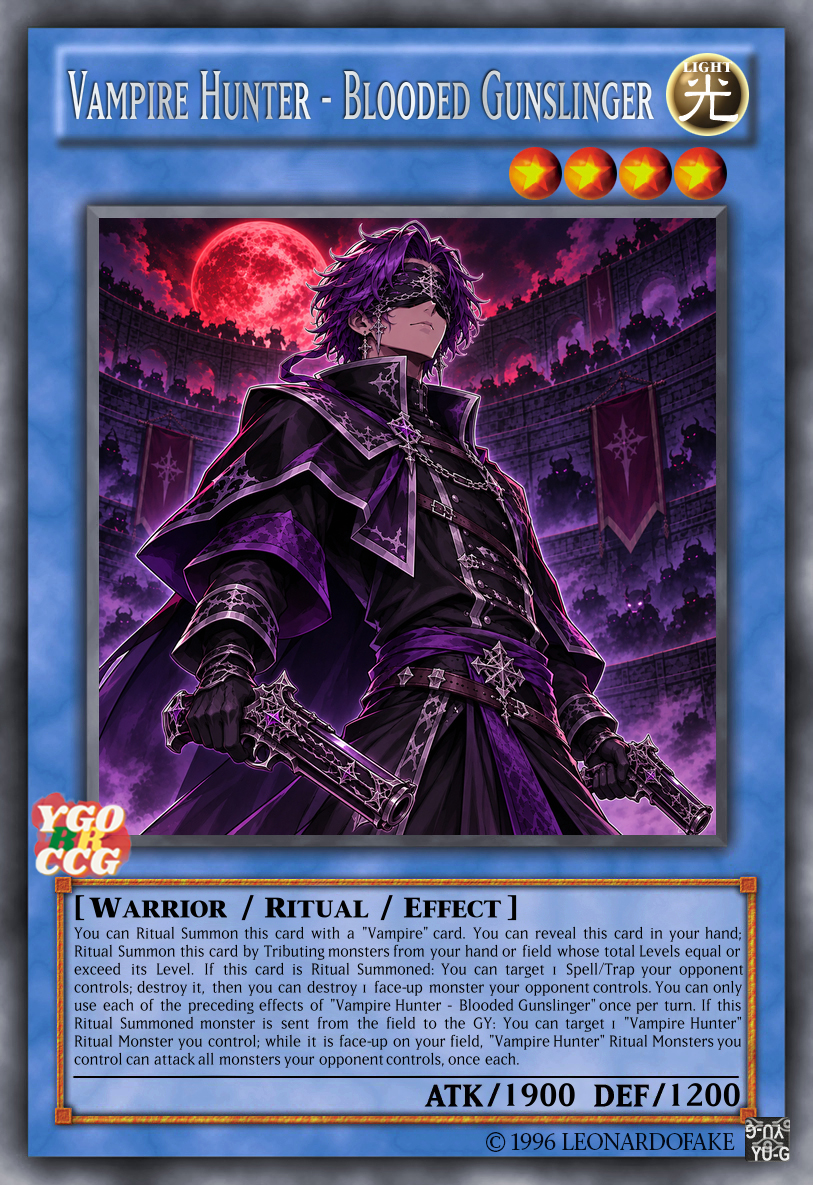 VAMPIRE HUNTER - BLOODED GUNSLINGER
LIGHT
光
YGO
RR
CCG
[ WARRIOR / RITUAL / EFFECT ]
You can Ritual Summon this card with a "Vampire" card. You can reveal this card in your hand;
Ritual Summon this card by Tributing monsters from your hand or field whose total Levels equal or
exceed its Level. If this card is Ritual Summoned: You can target 1 Spell/Trap your opponent
controls; destroy it, then you can destroy 1 face-up monster your opponent controls. You can only
use each of the preceding effects of "Vampire Hunter - Blooded Gunslinger" once per turn. If this
Ritual Summoned monster is sent from the field to the GY: You can target 1 "Vampire Hunter"
Ritual Monster you control; while it is face-up on your field, "Vampire Hunter" Ritual Monsters you
control can attack all monsters your opponent controls, once each.
ATK/1900 DEF/1200
© 1996 LEONARDOFAKE